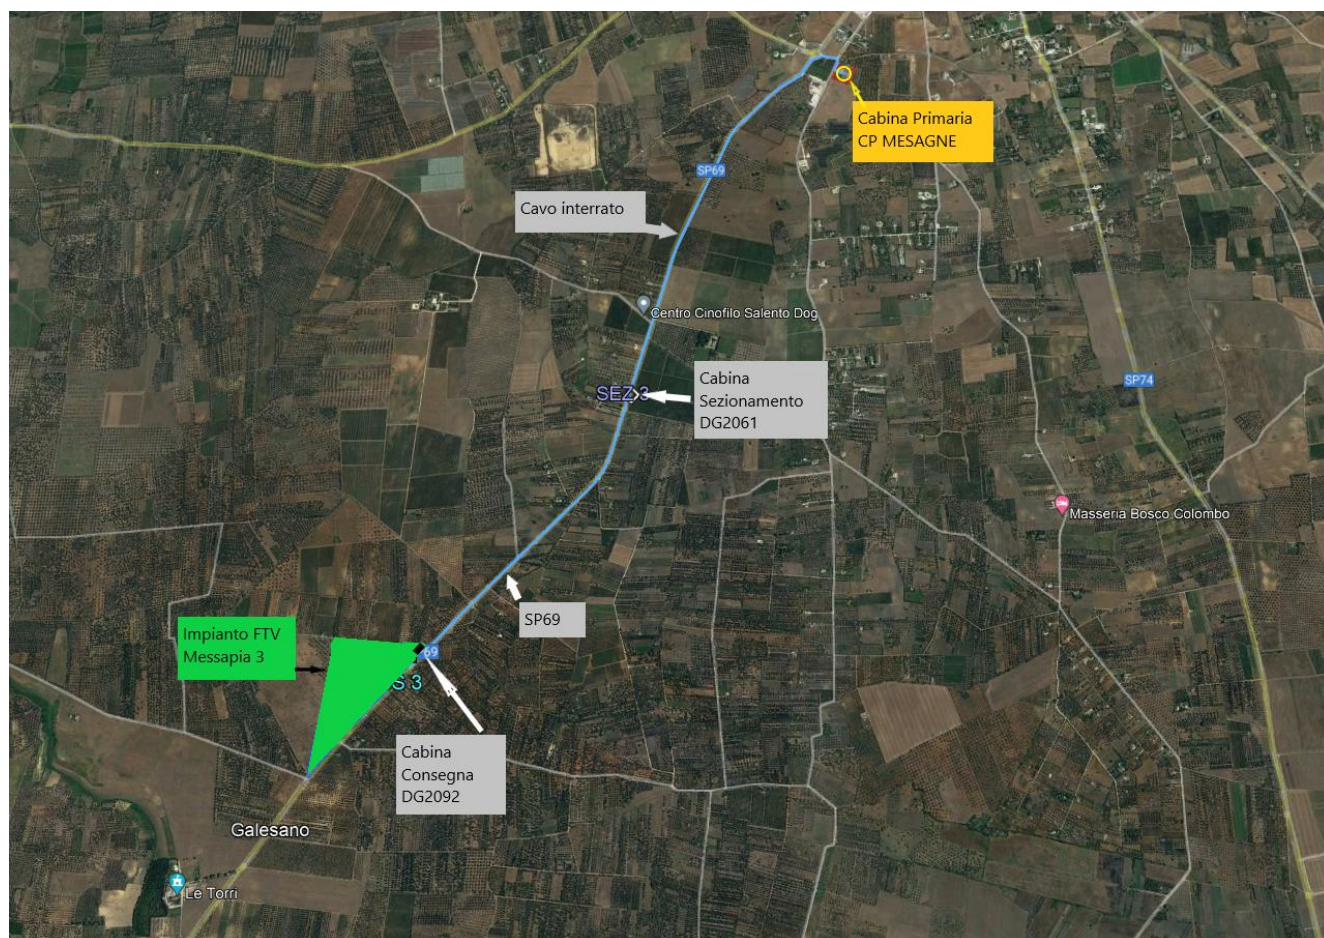 Cabina Primaria
CP MESAGNE
SP69
Cavo interrato
Centro Cinofilo Salento Dog
Cabina
Sezionamento
DG2061
SEZ 3
SP74
Masseria Bosco Colombo
SP69
Impianto FTV
Messapia 3
69
S 3
Cabina
Consegna
DG2092
Galesano
Le Torri